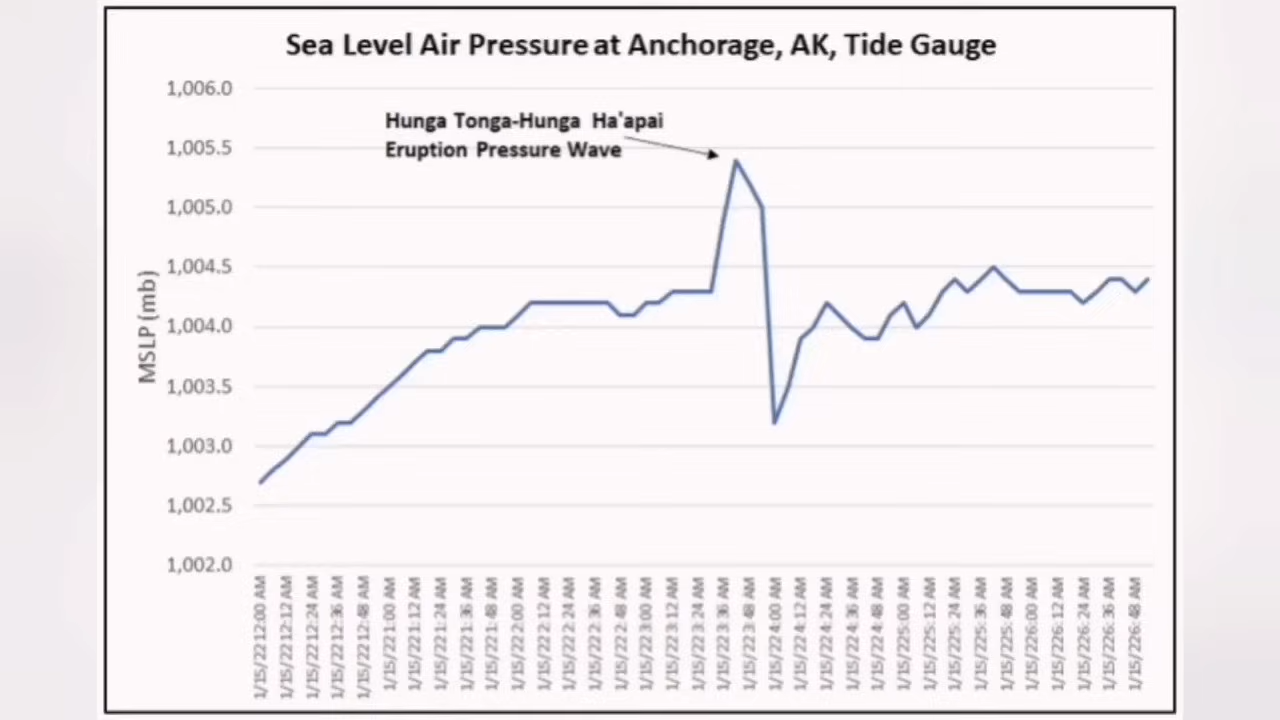 Sea Level Air Pressure at Anchorage, AK, Tide Gauge
1,006.0
Hunga Tonga-Hunga Ha'apai
Eruption Pressure Wave
1,005.5
1,005.0
1,004.5
1,004.0
1,003.5
1,003.0
1,002.5
1,002.0
MSLP (mb)
1/15/22 12:00 AM
1/15/22 12:12 AM
1/15/22 12:24 AM
1/15/22 12:36 AM
1/15/22 12:48 AM
1/15/22 1:00 AM
1/15/22 1:12 AM
1/15/22 1:24 AM
1/15/22 1:36 AM
1/15/22 1:48 AM
1/15/22 2:00 AM
1/15/22 2:12 AM
1/15/22 2:24 AM
1/15/22 2:36 AM
1/15/22 2:48 AM
1/15/22 3:00 AM
1/15/22 3:12 AM
1/15/22 3:24 AM
1/15/22 3:36 AM
1/15/22 3:48 AM
1/15/22 4:00 AM
1/15/22 4:12 AM
1/15/22 4:24 AM
1/15/22 4:36 AM
1/15/22 4:48 AM
1/15/22 5:00 AM
1/15/22 5:12 AM
1/15/22 5:24 AM
1/15/22 5:36 AM
1/15/22 5:48 AM
1/15/22 6:00 AM
1/15/22 6:12 AM
1/15/22 6:24 AM
1/15/22 6:36 AM
1/15/22 6:48 AM